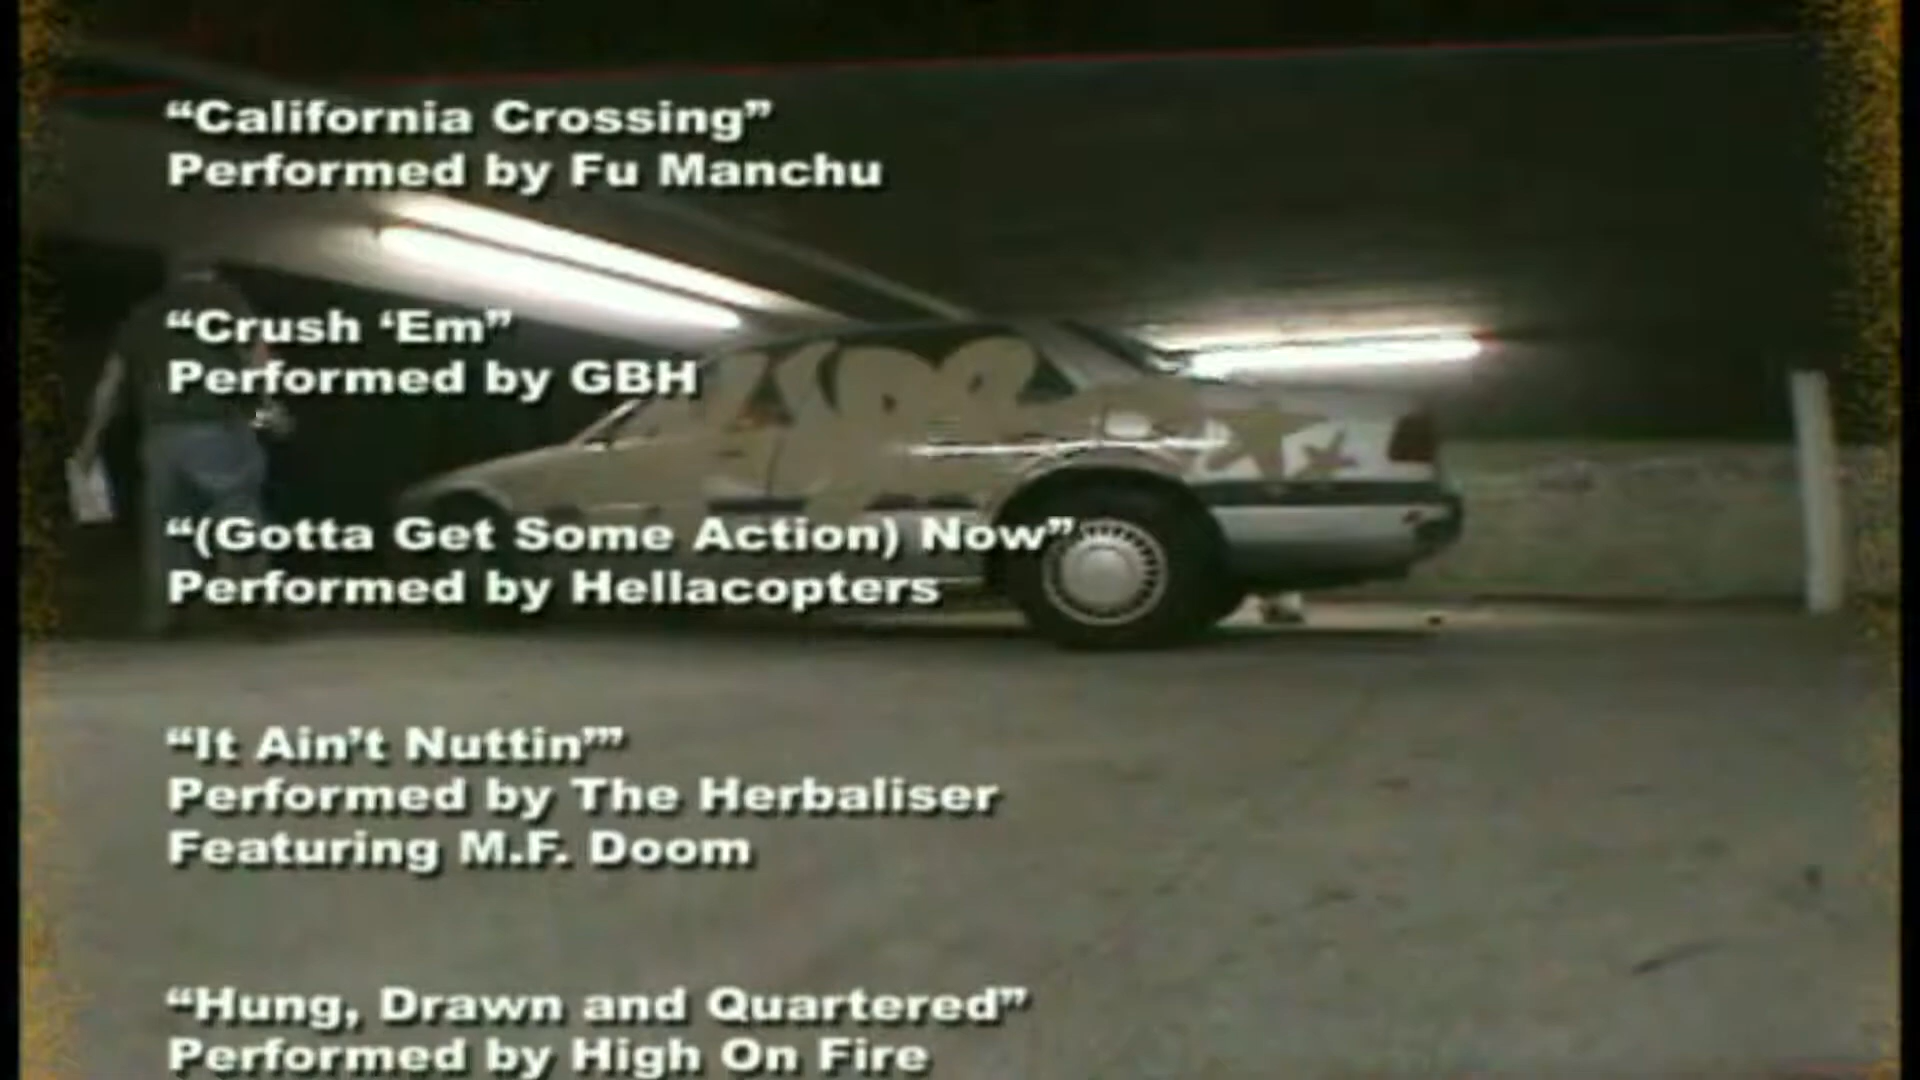 “California Crossing”
Performed by Fu Manchu
“Crush ‘Em”
Performed by GBH
“(Gotta Get Some Action) Now”
Performed by Hellacopters
“It Ain’t Nuttin’”
Performed by The Herbaliser
Featuring M.F. Doom
“Hung, Drawn and Quartered”
Performed by High On Fire